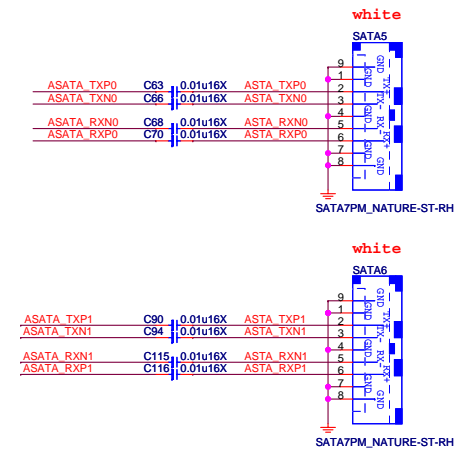 white
SATA5
9 GND
1 GND
ASATA_TXP0 C63 0.01u16X ASTA_TXP0 2 TX+
ASATA_TXN0 C66 0.01u16X ASTA_TXN0 3 TX-
4 GND
ASATA_RXN0 C68 0.01u16X ASTA_RXN0 5 RX-
ASATA_RXP0 C70 0.01u16X ASTA_RXP0 6 RX+
7 GND
8 GND
SATA7PM_NATURE-ST-RH
white
SATA6
9 GND
1 GND
ASATA_TXP1 C90 0.01u16X ASTA_TXP1 2 TX+
ASATA_TXN1 C94 0.01u16X ASTA_TXN1 3 TX-
4 GND
ASATA_RXN1 C115 0.01u16X ASTA_RXN1 5 RX-
ASATA_RXP1 C116 0.01u16X ASTA_RXP1 6 RX+
7 GND
8 GND
SATA7PM_NATURE-ST-RH